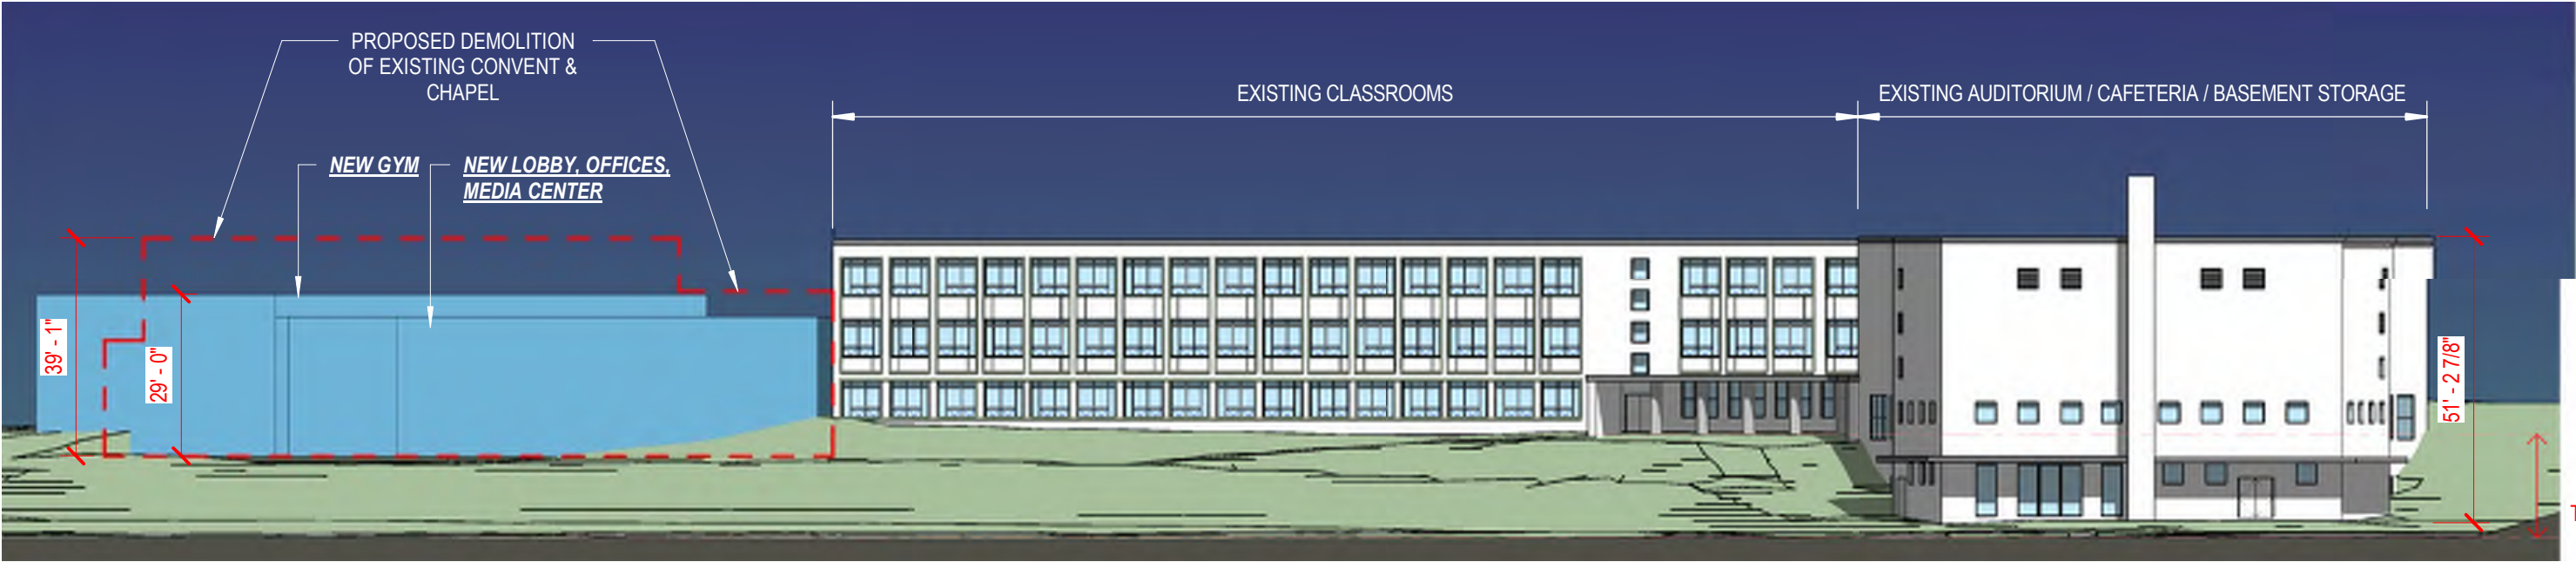 PROPOSED DEMOLITION
OF EXISTING CONVENT &
CHAPEL
NEW GYM
NEW LOBBY, OFFICES,
MEDIA CENTER
EXISTING CLASSROOMS
EXISTING AUDITORIUM / CAFETERIA / BASEMENT STORAGE
39' - 1"
29' - 0"
51' - 2 7/8"